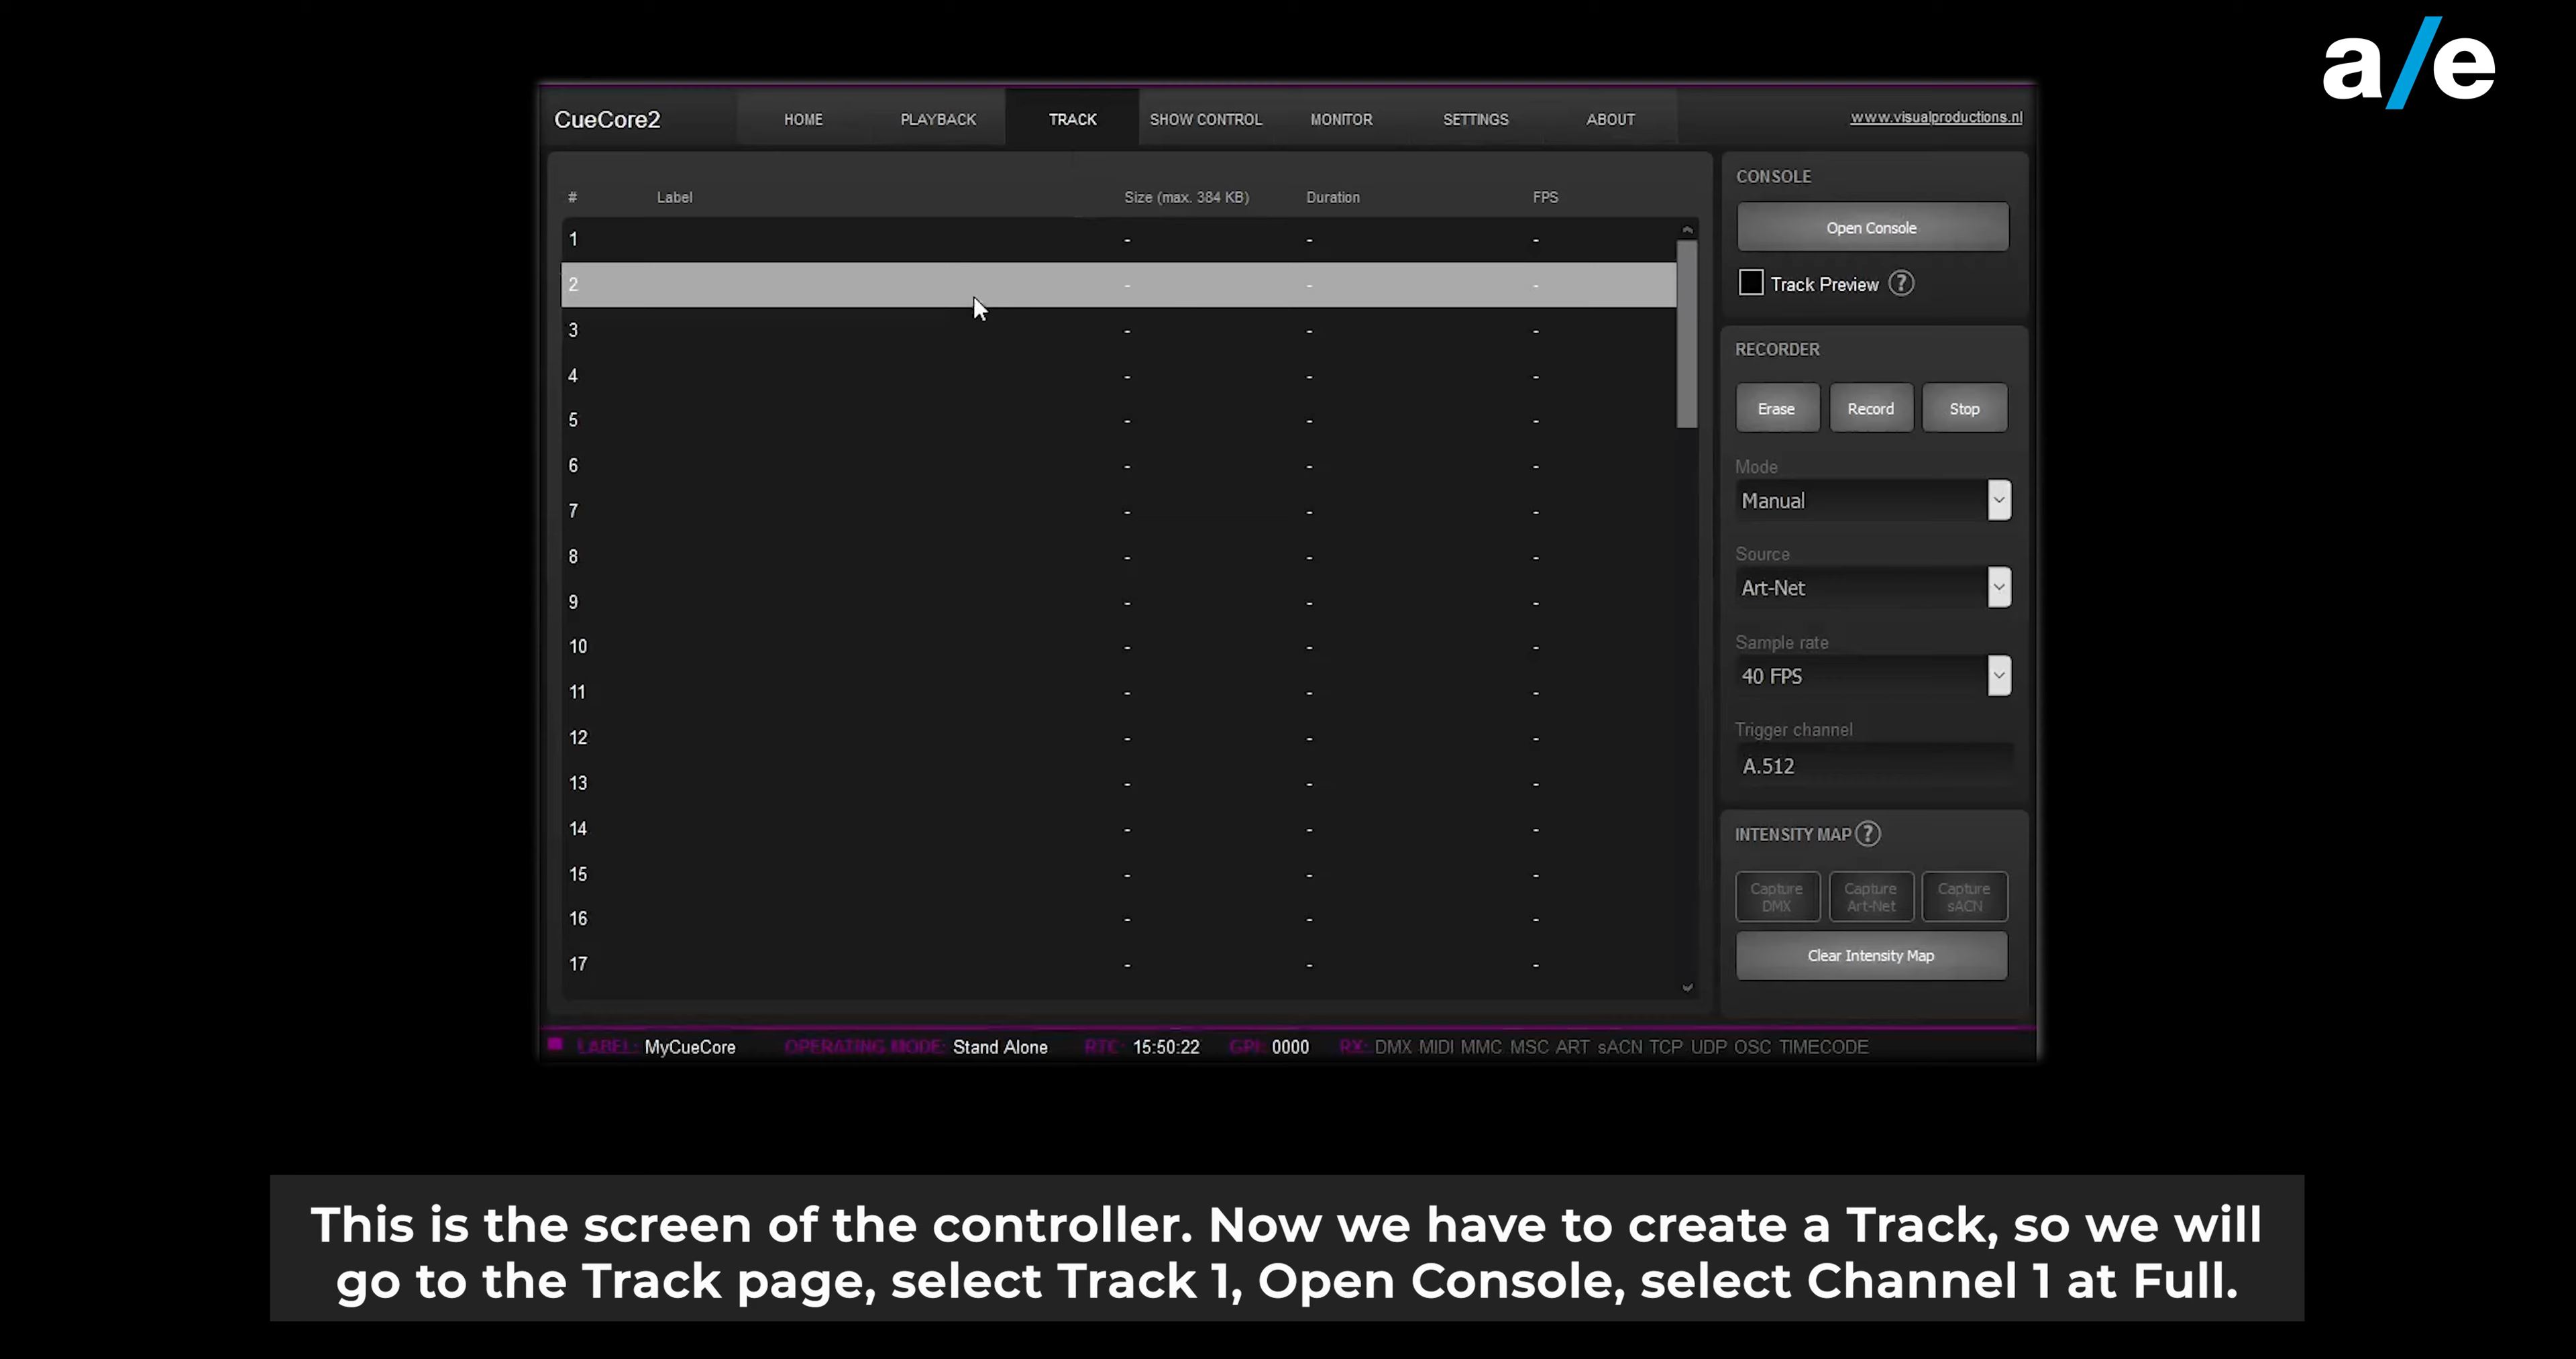 a/e
CueCore2 HOME PLAYBACK TRACK SHOW CONTROL MONITOR SETTINGS ABOUT www.visualproductions.nl
# Label Size (max. 384 KB) Duration FPS
1 - - -
2 - - -
3 - - -
4 - - -
5 - - -
6 - - -
7 - - -
8 - - -
9 - - -
10 - - -
11 - - -
12 - - -
13 - - -
14 - - -
15 - - -
16 - - -
17 - - -
CONSOLE
Open Console
Track Preview ?
RECORDER
Erase Record Stop
Mode
Manual
Source
Art-Net
Sample rate
40 FPS
Trigger channel
A.512
INTENSITY MAP ?
Capture DMX
Capture Art-Net
Capture sACN
Clear Intensity Map
LABEL: MyCueCore OPERATING MODE: Stand Alone RTC: 15:50:22 GPI: 0000 RX: DMX MIDI MMC MSC ART sACN TCP UDP OSC TIMECODE
This is the screen of the controller. Now we have to create a Track, so we will
go to the Track page, select Track 1, Open Console, select Channel 1 at Full.